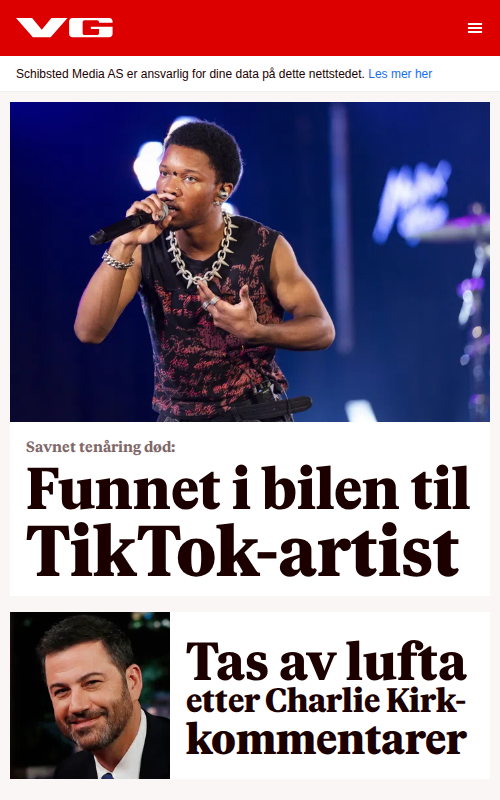 VG
Schibsted Media AS er ansvarlig for dine data på dette nettstedet. Les mer her
Savnet tenåring død:
Funnet i bilen til
TikTok-artist
Tas av lufta
etter Charlie Kirk-
kommentarer